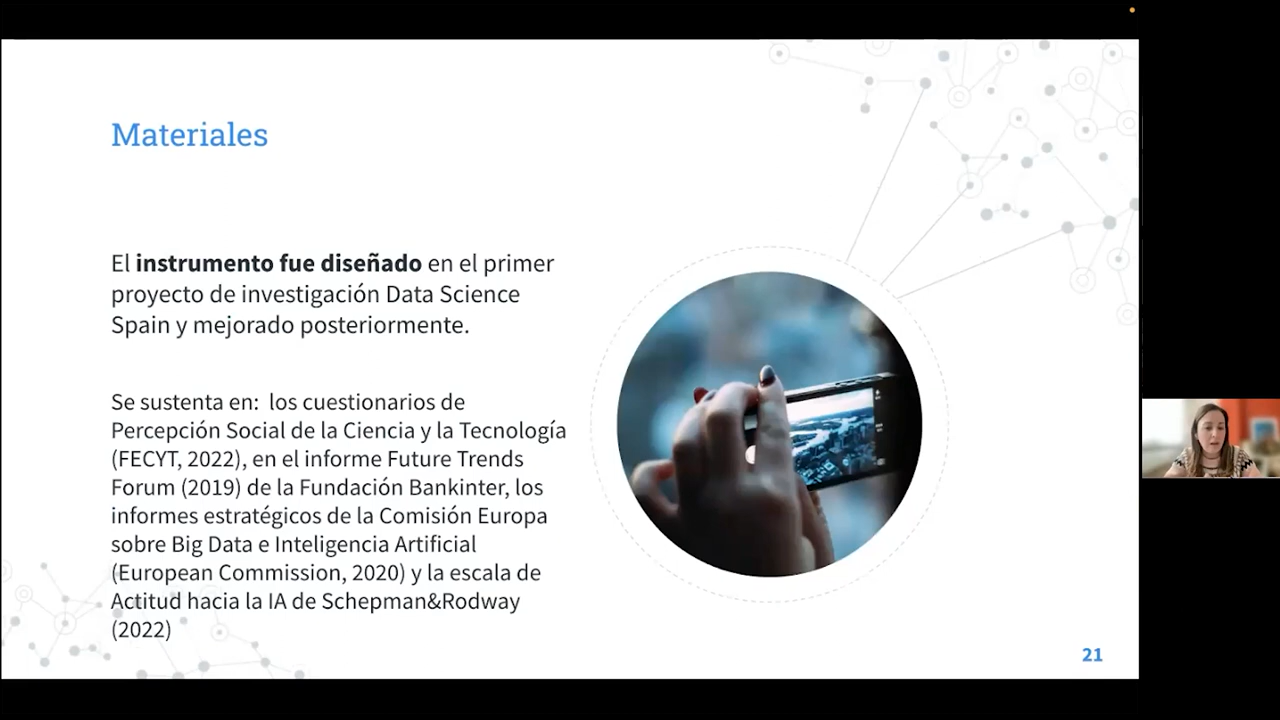 Materiales
El instrumento fue diseñado en el primer
proyecto de investigación Data Science
Spain y mejorado posteriormente.
Se sustenta en: los cuestionarios de
Percepción Social de la Ciencia y la Tecnología
(FECYT, 2022), en el informe Future Trends
Forum (2019) de la Fundación Bankinter, los
informes estratégicos de la Comisión Europa
sobre Big Data e Inteligencia Artificial
(European Commission, 2020) y la escala de
Actitud hacia la IA de Schepman&Rodway
(2022)
21